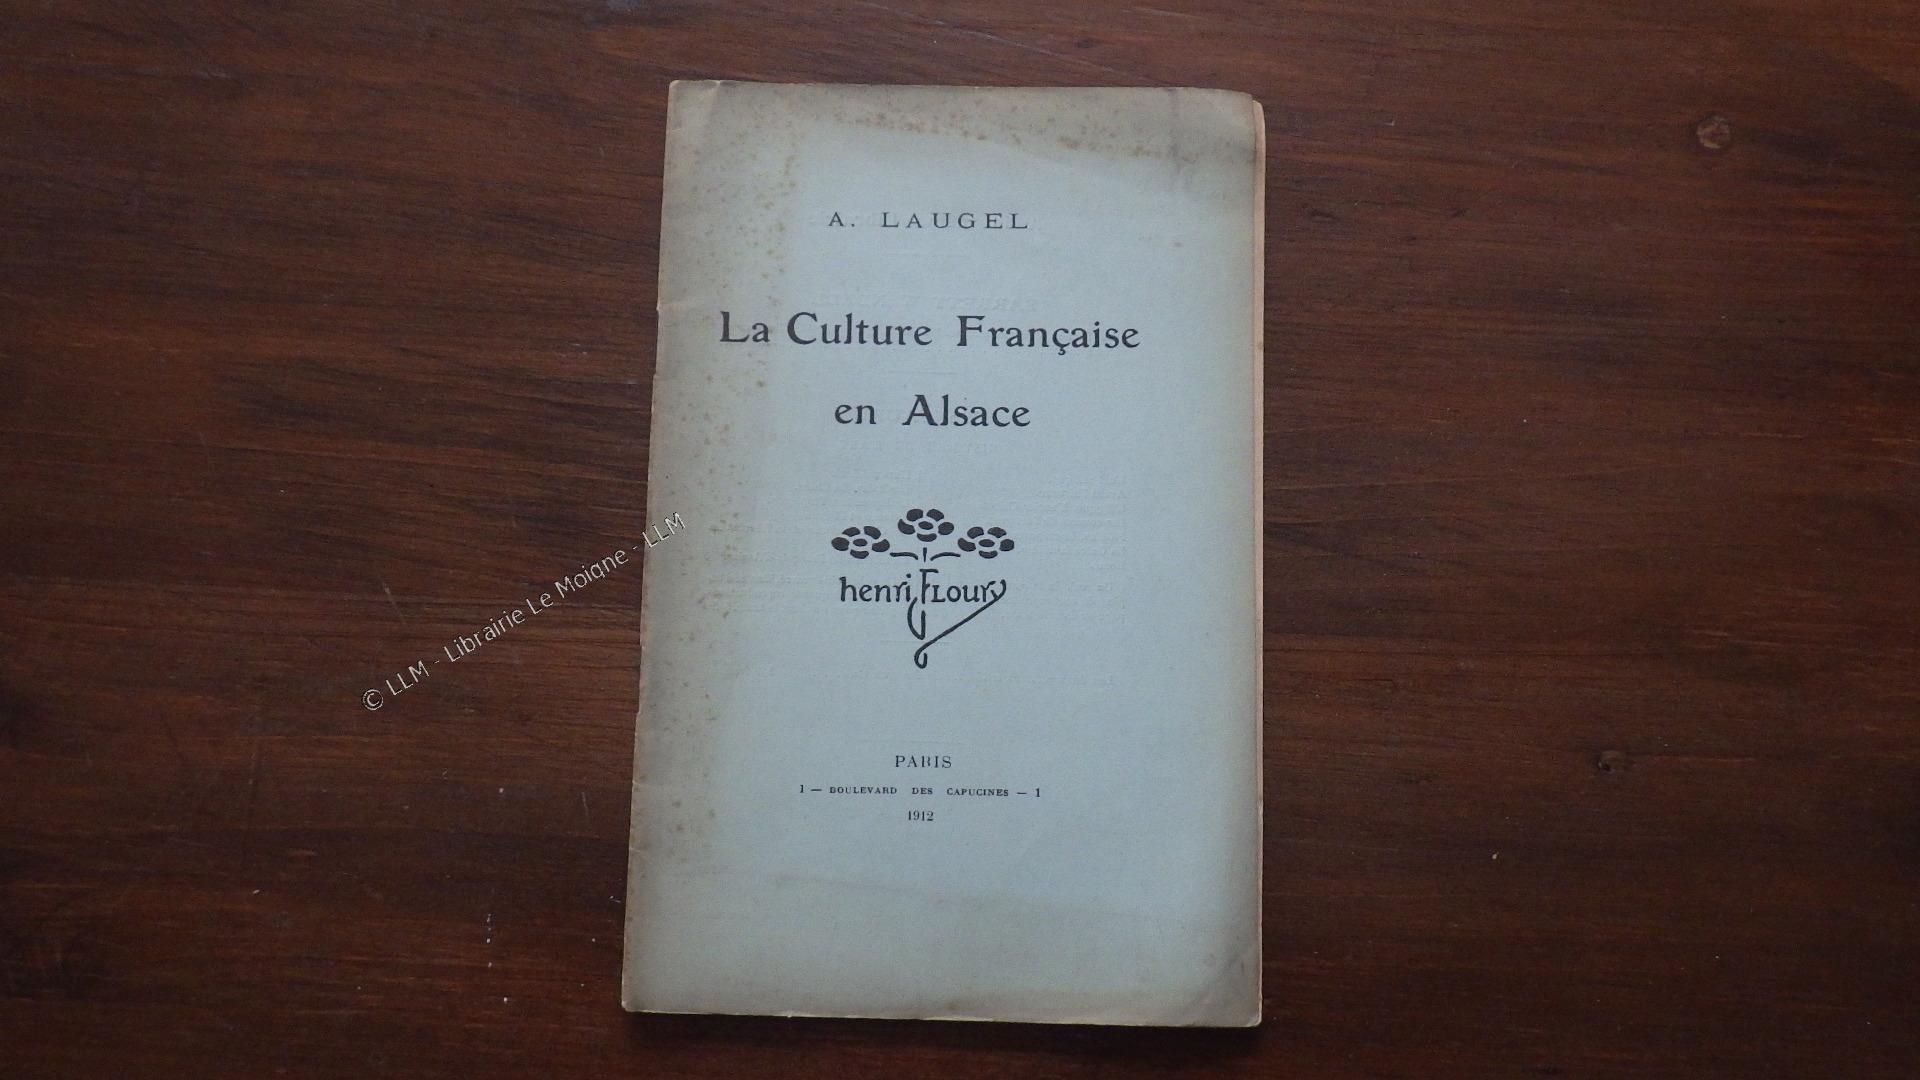 A. LAUGEL
La Culture Française
en Alsace
henri FLoury
PARIS
1 — BOULEVARD DES CAPUCINES — 1
1912
© LLM - Librairie Le Moigne - LLM